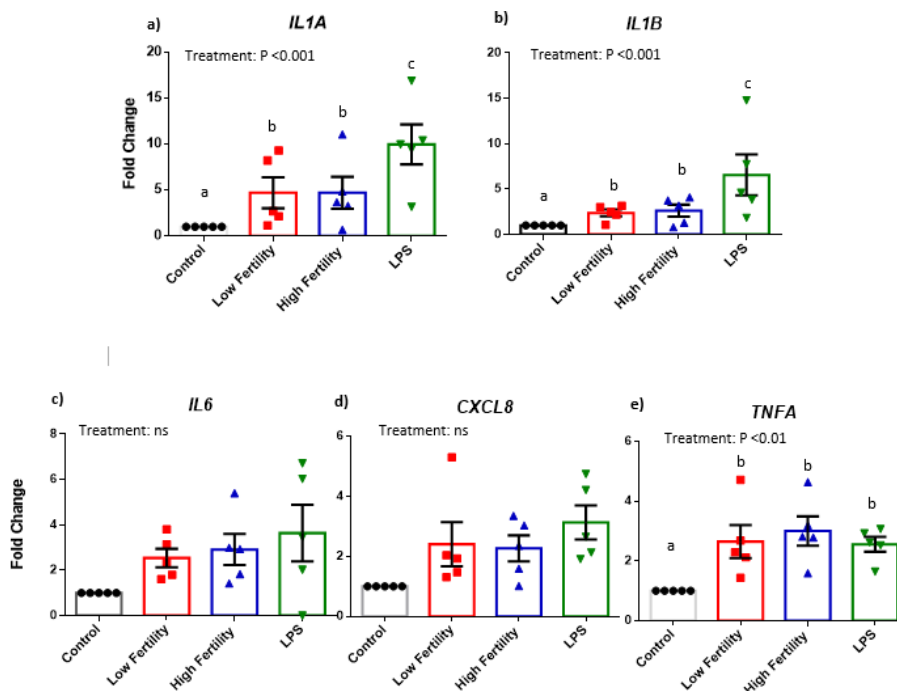 a) IL1A
Treatment: P <0.001
Fold Change
20
15
10
5
0
a
b
b
c
Control
Low Fertility
High Fertility
LPS
b) IL1B
Treatment: P <0.001
20
15
10
5
0
a
b
b
c
Control
Low Fertility
High Fertility
LPS
c) IL6
Treatment: ns
Fold Change
8
6
4
2
0
Control
Low Fertility
High Fertility
LPS
d) CXCL8
Treatment: ns
6
4
2
0
Control
Low Fertility
High Fertility
LPS
e) TNFA
Treatment: P <0.01
6
4
2
0
a
b
b
b
Control
Low Fertility
High Fertility
LPS